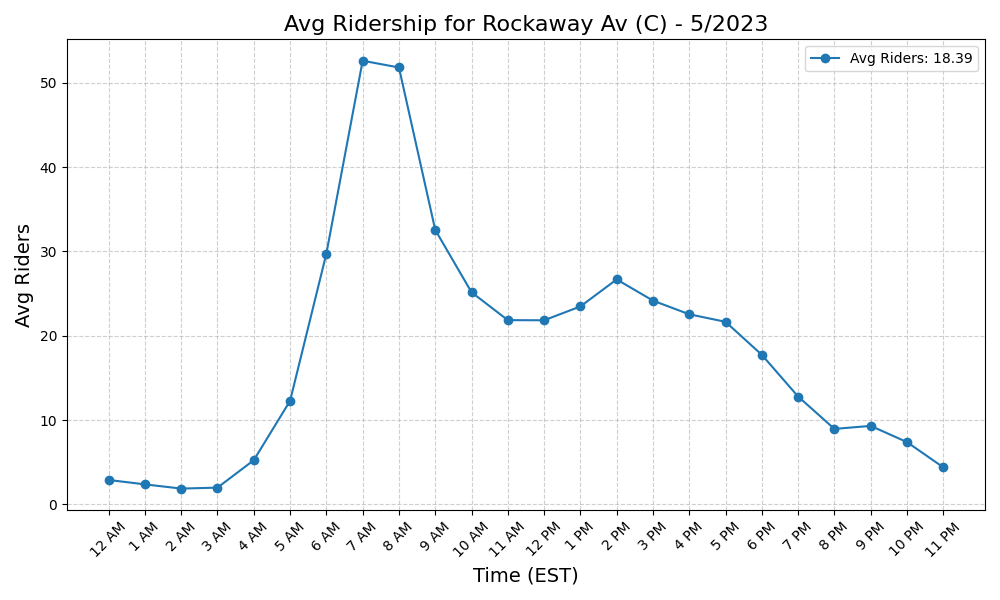 Avg Ridership for Rockaway Av (C) - 5/2023
Avg Riders: 18.39
Avg Riders
50
40
30
20
10
0
12 AM
1 AM
2 AM
3 AM
4 AM
5 AM
6 AM
7 AM
8 AM
9 AM
10 AM
11 AM
12 PM
1 PM
2 PM
3 PM
4 PM
5 PM
6 PM
7 PM
8 PM
9 PM
10 PM
11 PM
Time (EST)